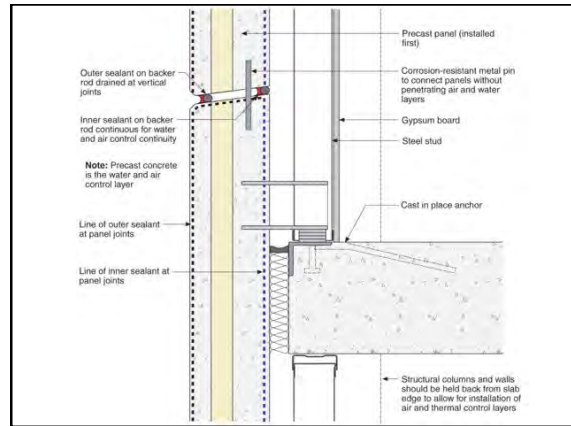 Outer sealant on backer
rod drained at vertical
joints
Inner sealant on backer
rod continuous for water
and air control continuity
Note: Precast concrete
is the water and air
control layer
Line of outer sealant
at panel joints
Line of inner sealant at
panel joints
Precast panel (installed
first)
Corrosion-resistant metal pin
to connect panels without
penetrating air and water
layers
Gypsum board
Steel stud
Cast in place anchor
Structural columns and walls
should be held back from slab
edge to allow for installation of
air and thermal control layers